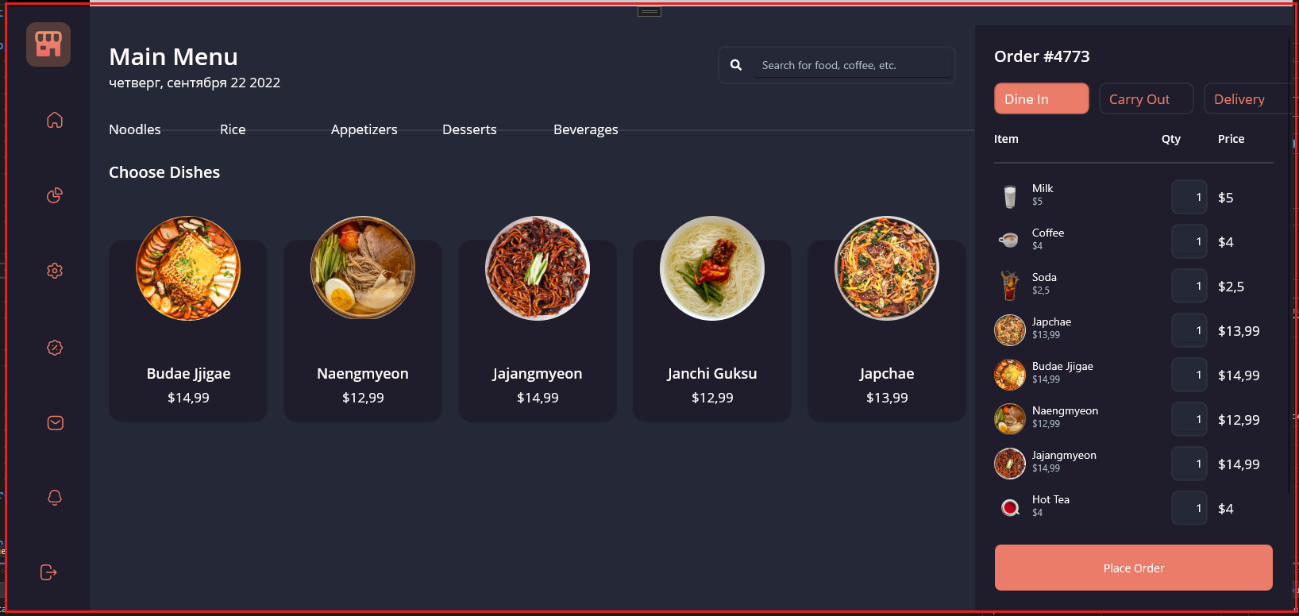 Main Menu
четверг, сентября 22 2022
Search for food, coffee, etc.
Noodles Rice Appetizers Desserts Beverages
Choose Dishes
Budae Jjigae
$14,99
Naengmyeon
$12,99
Jajangmyeon
$14,99
Janchi Guksu
$12,99
Japchae
$13,99
Order #4773
Dine In Carry Out Delivery
Item Qty Price
Milk
$5
1 $5
Coffee
$4
1 $4
Soda
$2,5
1 $2,5
Japchae
$13,99
1 $13,99
Budae Jjigae
$14,99
1 $14,99
Naengmyeon
$12,99
1 $12,99
Jajangmyeon
$14,99
1 $14,99
Hot Tea
$4
1 $4
Place Order